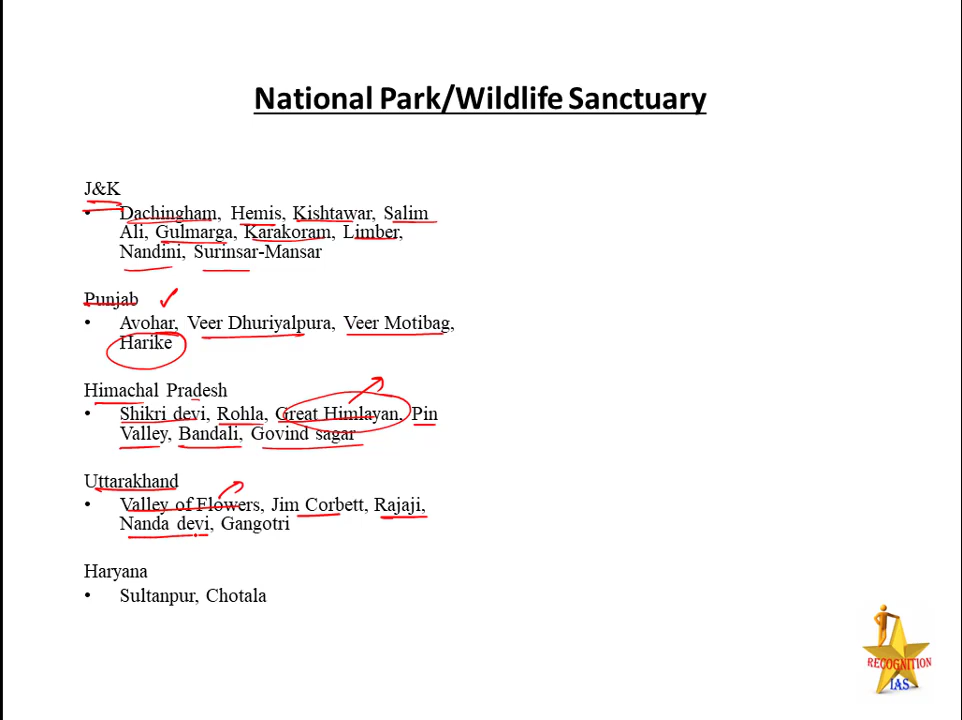 National Park/Wildlife Sanctuary
J&K
• Dachingham, Hemis, Kishtawar, Salim
Ali, Gulmarga, Karakoram, Limber,
Nandini, Surinsar-Mansar
Punjab
• Avohar, Veer Dhuriyalpura, Veer Motibag,
Harike
Himachal Pradesh
• Shikri devi, Rohla, Great Himlayan, Pin
Valley, Bandali, Govind sagar
Uttarakhand
• Valley of Flowers, Jim Corbett, Rajaji,
Nanda devi, Gangotri
Haryana
• Sultanpur, Chotala
RECOGNITION
IAS